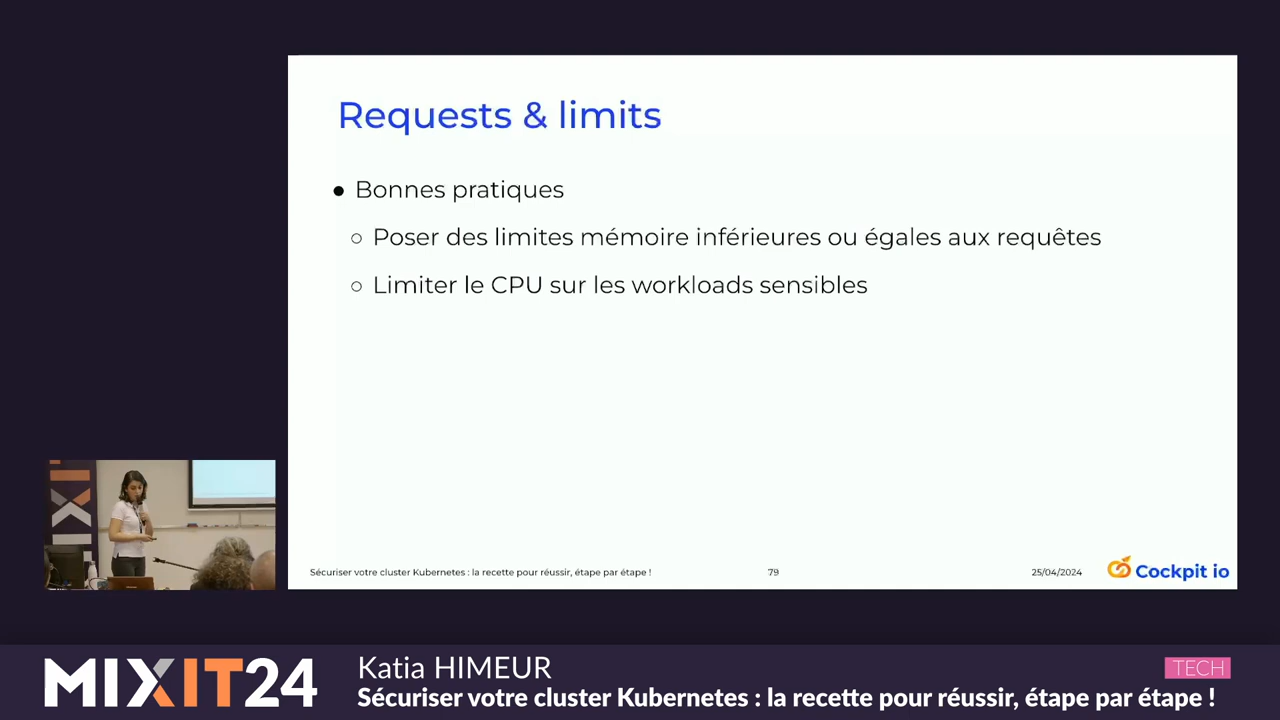 Requests & limits
● Bonnes pratiques
○ Poser des limites mémoire inférieures ou égales aux requêtes
○ Limiter le CPU sur les workloads sensibles
Sécuriser votre cluster Kubernetes : la recette pour réussir, étape par étape !
79
25/04/2024
Cockpit io
MIXIT24
Katia HIMEUR
TECH
Sécuriser votre cluster Kubernetes : la recette pour réussir, étape par étape !